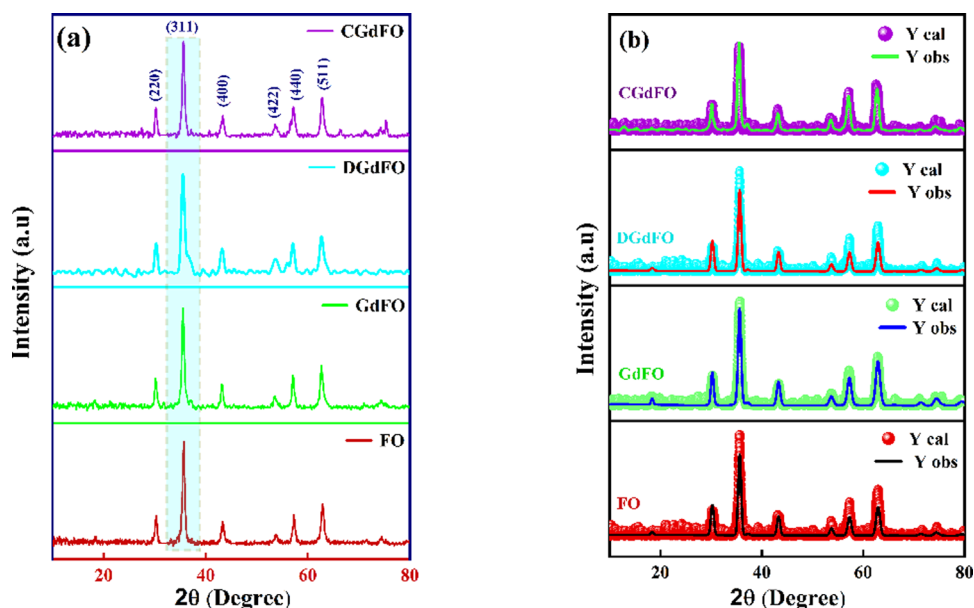 (a)
(311)
CGdFO
(220)
(400)
(422)
(440)
(511)
DGdFO
GdFO
FO
Intensity (a.u)
20
40
60
80
2θ (Degree)
(b)
Y cal
Y obs
CGdFO
Y cal
Y obs
DGdFO
Y cal
Y obs
GdFO
Y cal
Y obs
FO
Intensity (a.u)
20
40
60
80
2θ (Degree)